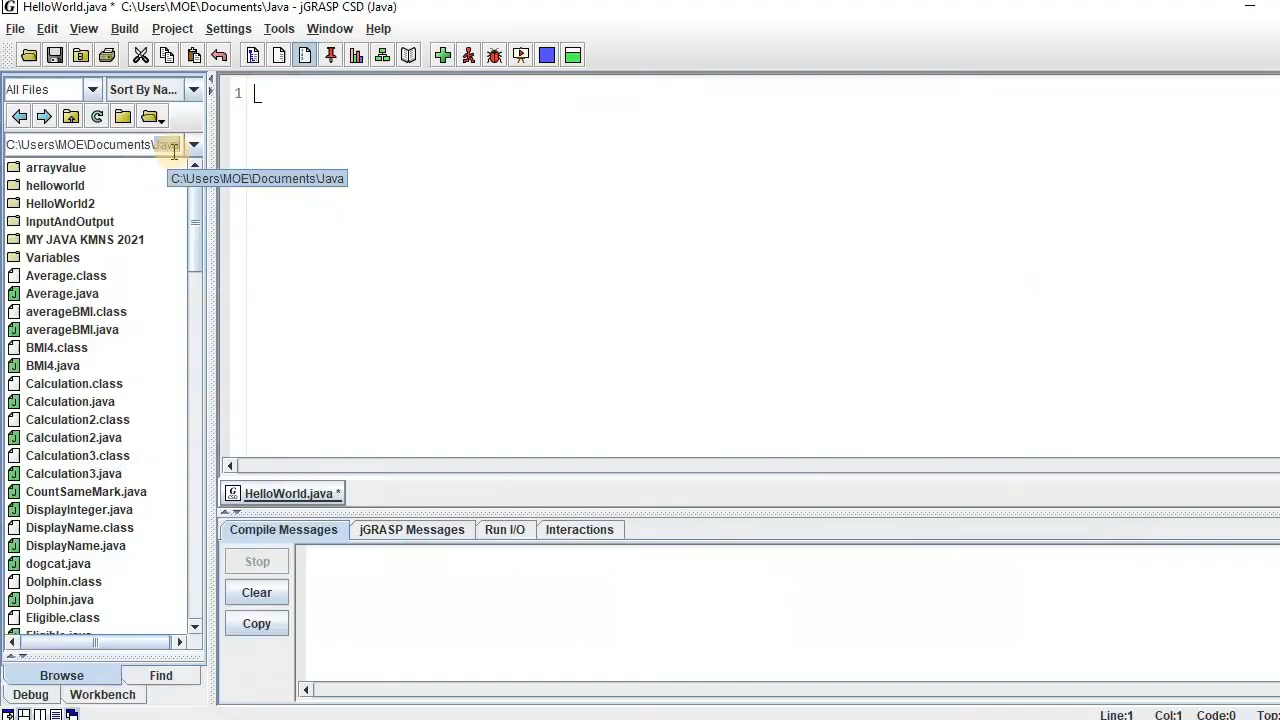 HelloWorld.java * C:\Users\MOE\Documents\Java - jGRASP CSD (Java)
File Edit View Build Project Settings Tools Window Help
All Files Sort By Na...
C:\Users\MOE\Documents\Java
C:\Users\MOE\Documents\Java
arrayvalue
helloworld
HelloWorld2
InputAndOutput
MY JAVA KMNS 2021
Variables
Average.class
Average.java
averageBMI.class
averageBMI.java
BMI4.class
BMI4.java
Calculation.class
Calculation.java
Calculation2.class
Calculation2.java
Calculation3.class
Calculation3.java
CountSameMark.java
DisplayInteger.java
DisplayName.class
DisplayName.java
dogcat.java
Dolphin.class
Dolphin.java
Eligible.class
Eligible.java
Browse Find
Debug Workbench
1
HelloWorld.java *
Compile Messages jGRASP Messages Run I/O Interactions
Stop
Clear
Copy
Line:1 Col:1 Code:0 Top: